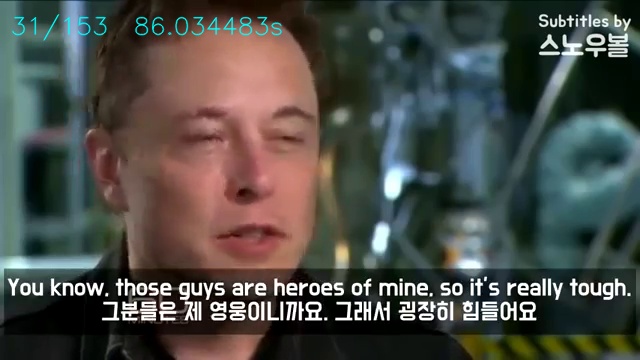 31/153 86.034483s
Subtitles by
스노우볼
You know, those guys are heroes of mine, so it's really tough.
그분들은 제 영웅이니까요. 그래서 굉장히 힘들어요
MINUTES